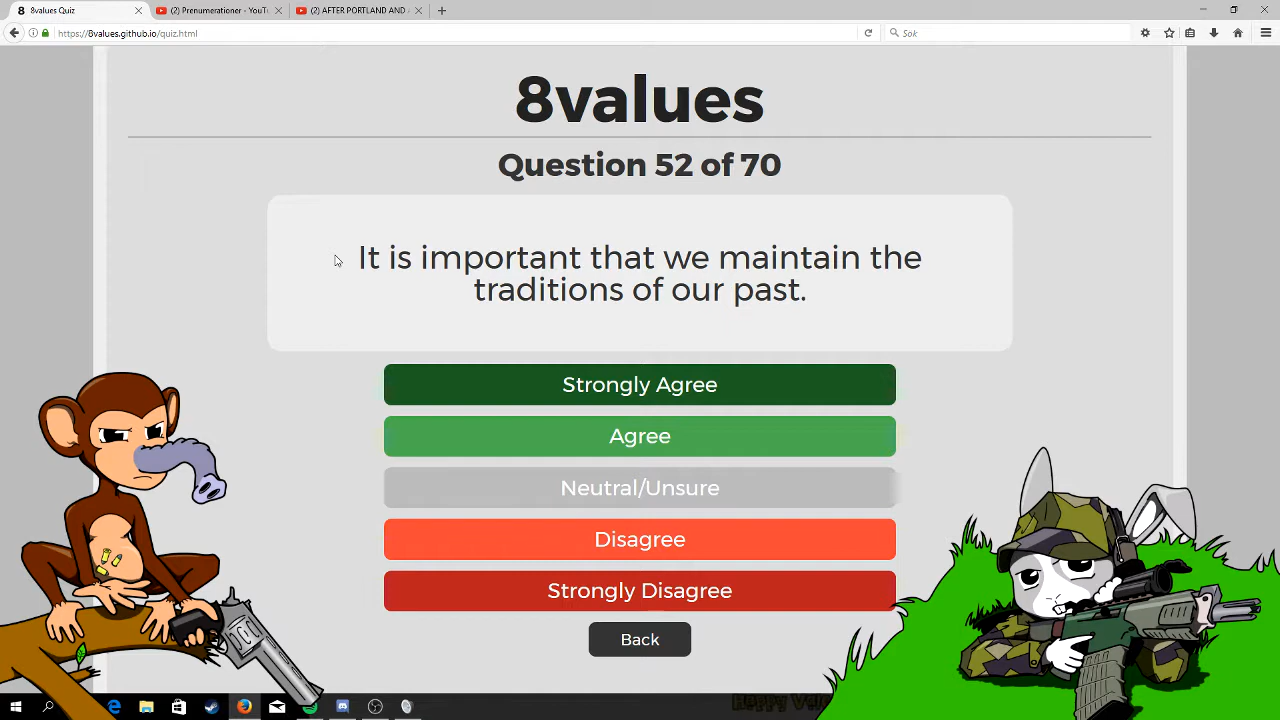 8 8values Quiz
(2) Prenumerationer - YouT
(2) AFTER PORTLAND AND
https://8values.github.io/quiz.html
Sök
8values
Question 52 of 70
It is important that we maintain the
traditions of our past.
Strongly Agree
Agree
Neutral/Unsure
Disagree
Strongly Disagree
Back